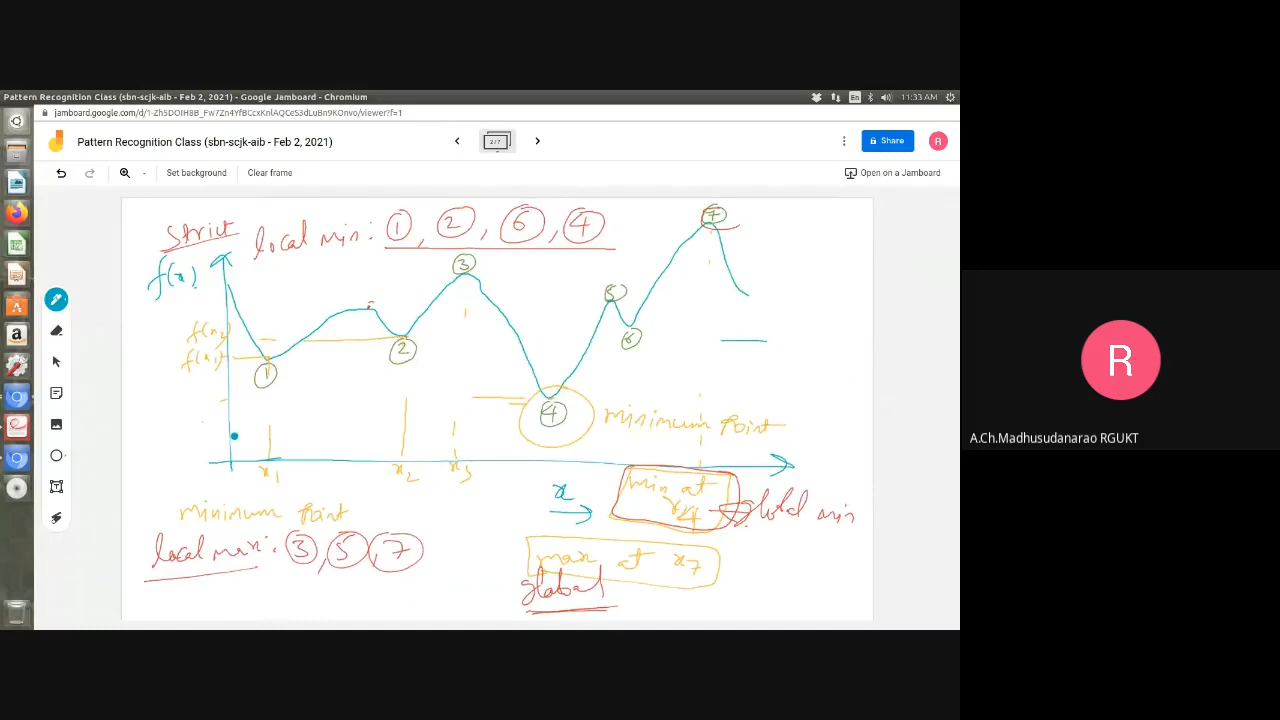 Pattern Recognition Class (sbn-scjk-aib - Feb 2, 2021) - Google Jamboard - Chromium
En
11:33 AM
Pattern Recognition Class (sbn-scjk-aib - Feb 2, 2021)
2/7
Share
R
Set background
Clear frame
Open on a Jamboard
Strict local min: 1, 2, 6, 4
f(x)
3
7
5
f(x2)
f(x1)
1
2
6
4
minimum point
x1
x2
x3
x
min at x4
global min
minimum point
local max: 3, 5, 7
max at x7
global
R
A.Ch.Madhusudanarao RGUKT